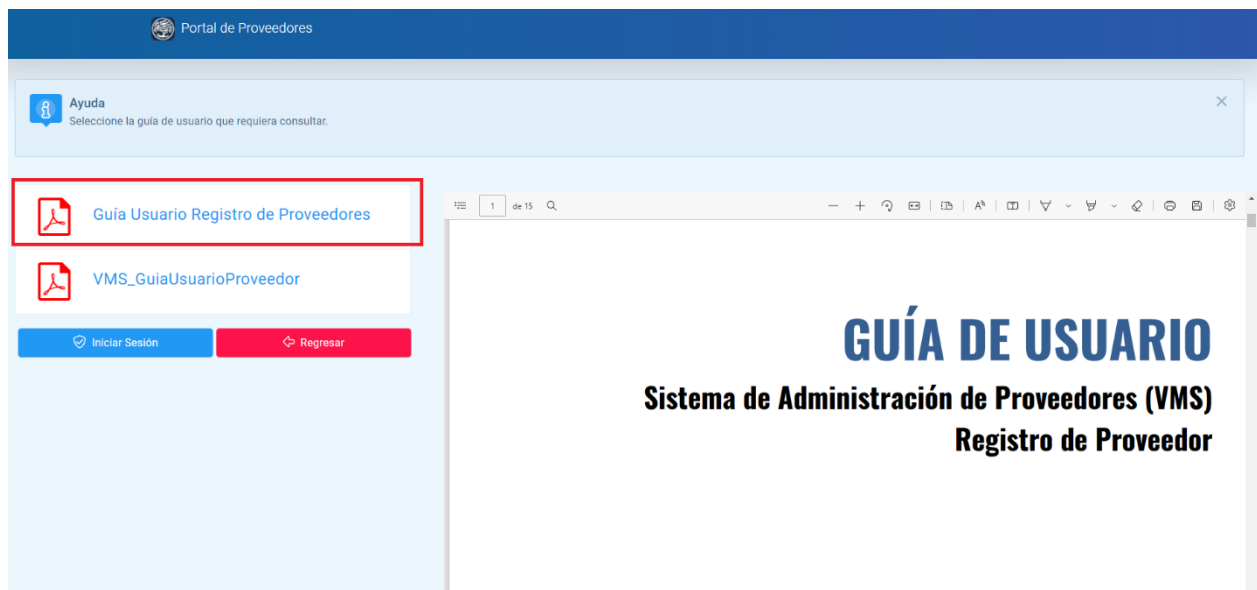 Portal de Proveedores
Ayuda
Seleccione la guía de usuario que requiera consultar.
Guía Usuario Registro de Proveedores
VMS_GuiaUsuarioProveedor
Iniciar Sesión
Regresar
1 de 15
GUÍA DE USUARIO
Sistema de Administración de Proveedores (VMS)
Registro de Proveedor